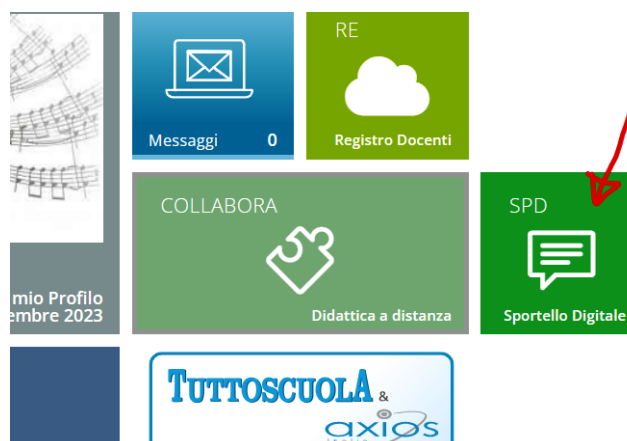 RE
Messaggi 0
Registro Docenti
COLLABORA
SPD
mio Profilo
embre 2023
Didattica a distanza
Sportello Digitale
TUTTOSCUOLA &
axios